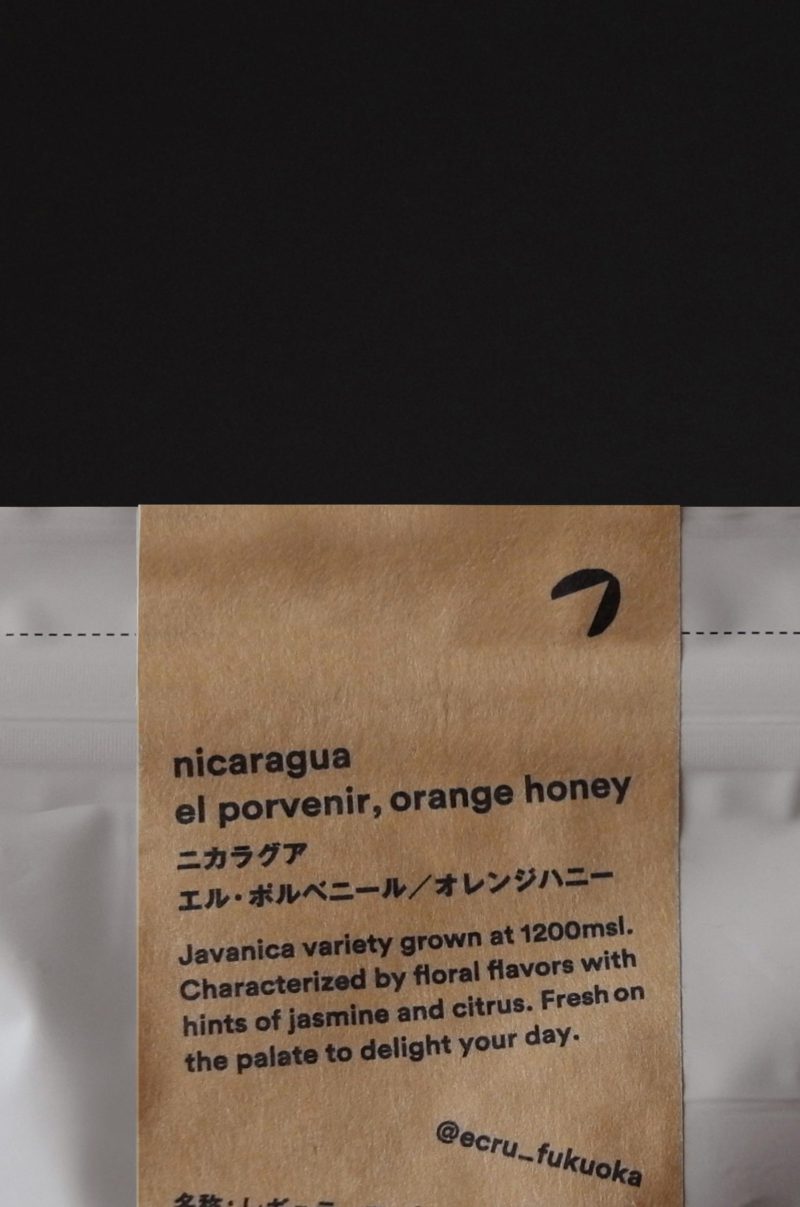 nicaragua
el porvenir, orange honey
ニカラグア
エル・ポルベニール／オレンジハニー
Javanica variety grown at 1200msl.
Characterized by floral flavors with
hints of jasmine and citrus. Fresh on
the palate to delight your day.
@ecru_fukuoka